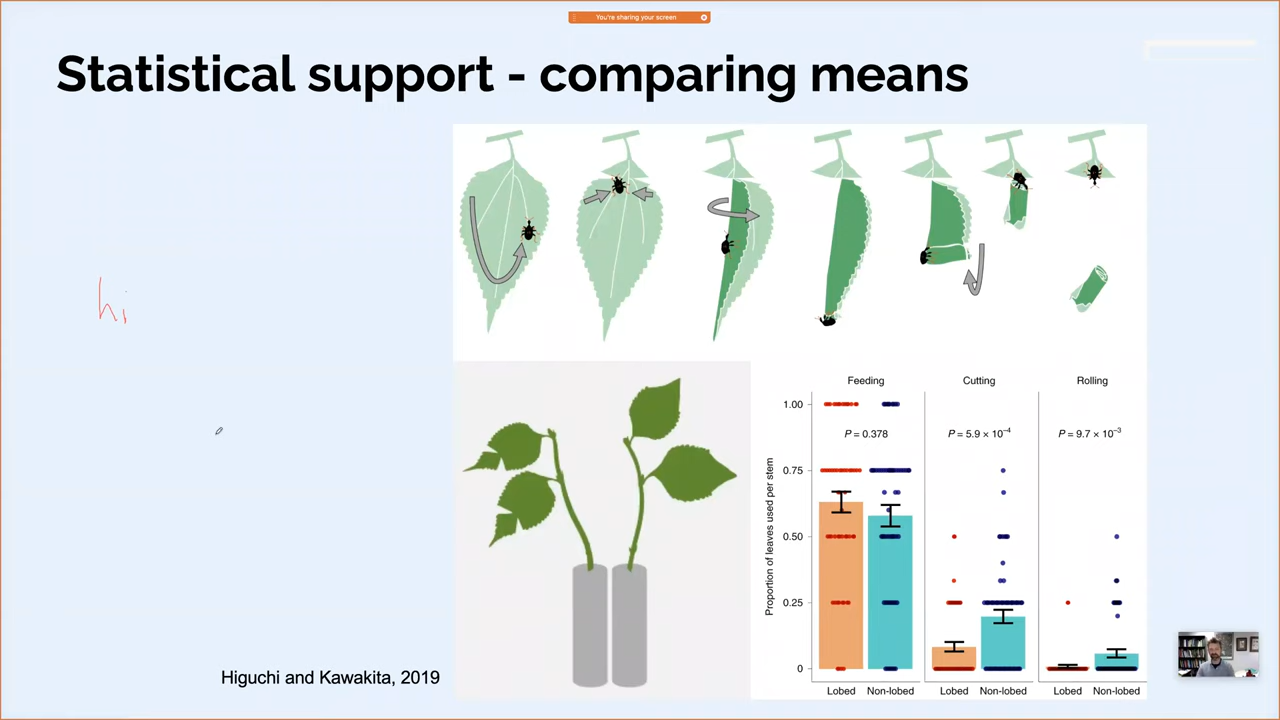 You're sharing your screen
Statistical support - comparing means
hi
Feeding
Cutting
Rolling
1.00
0.75
0.50
0.25
0
Proportion of leaves used per stem
P = 0.378
P = 5.9 × 10⁻⁴
P = 9.7 × 10⁻³
Lobed
Non-lobed
Lobed
Non-lobed
Lobed
Non-lobed
Higuchi and Kawakita, 2019